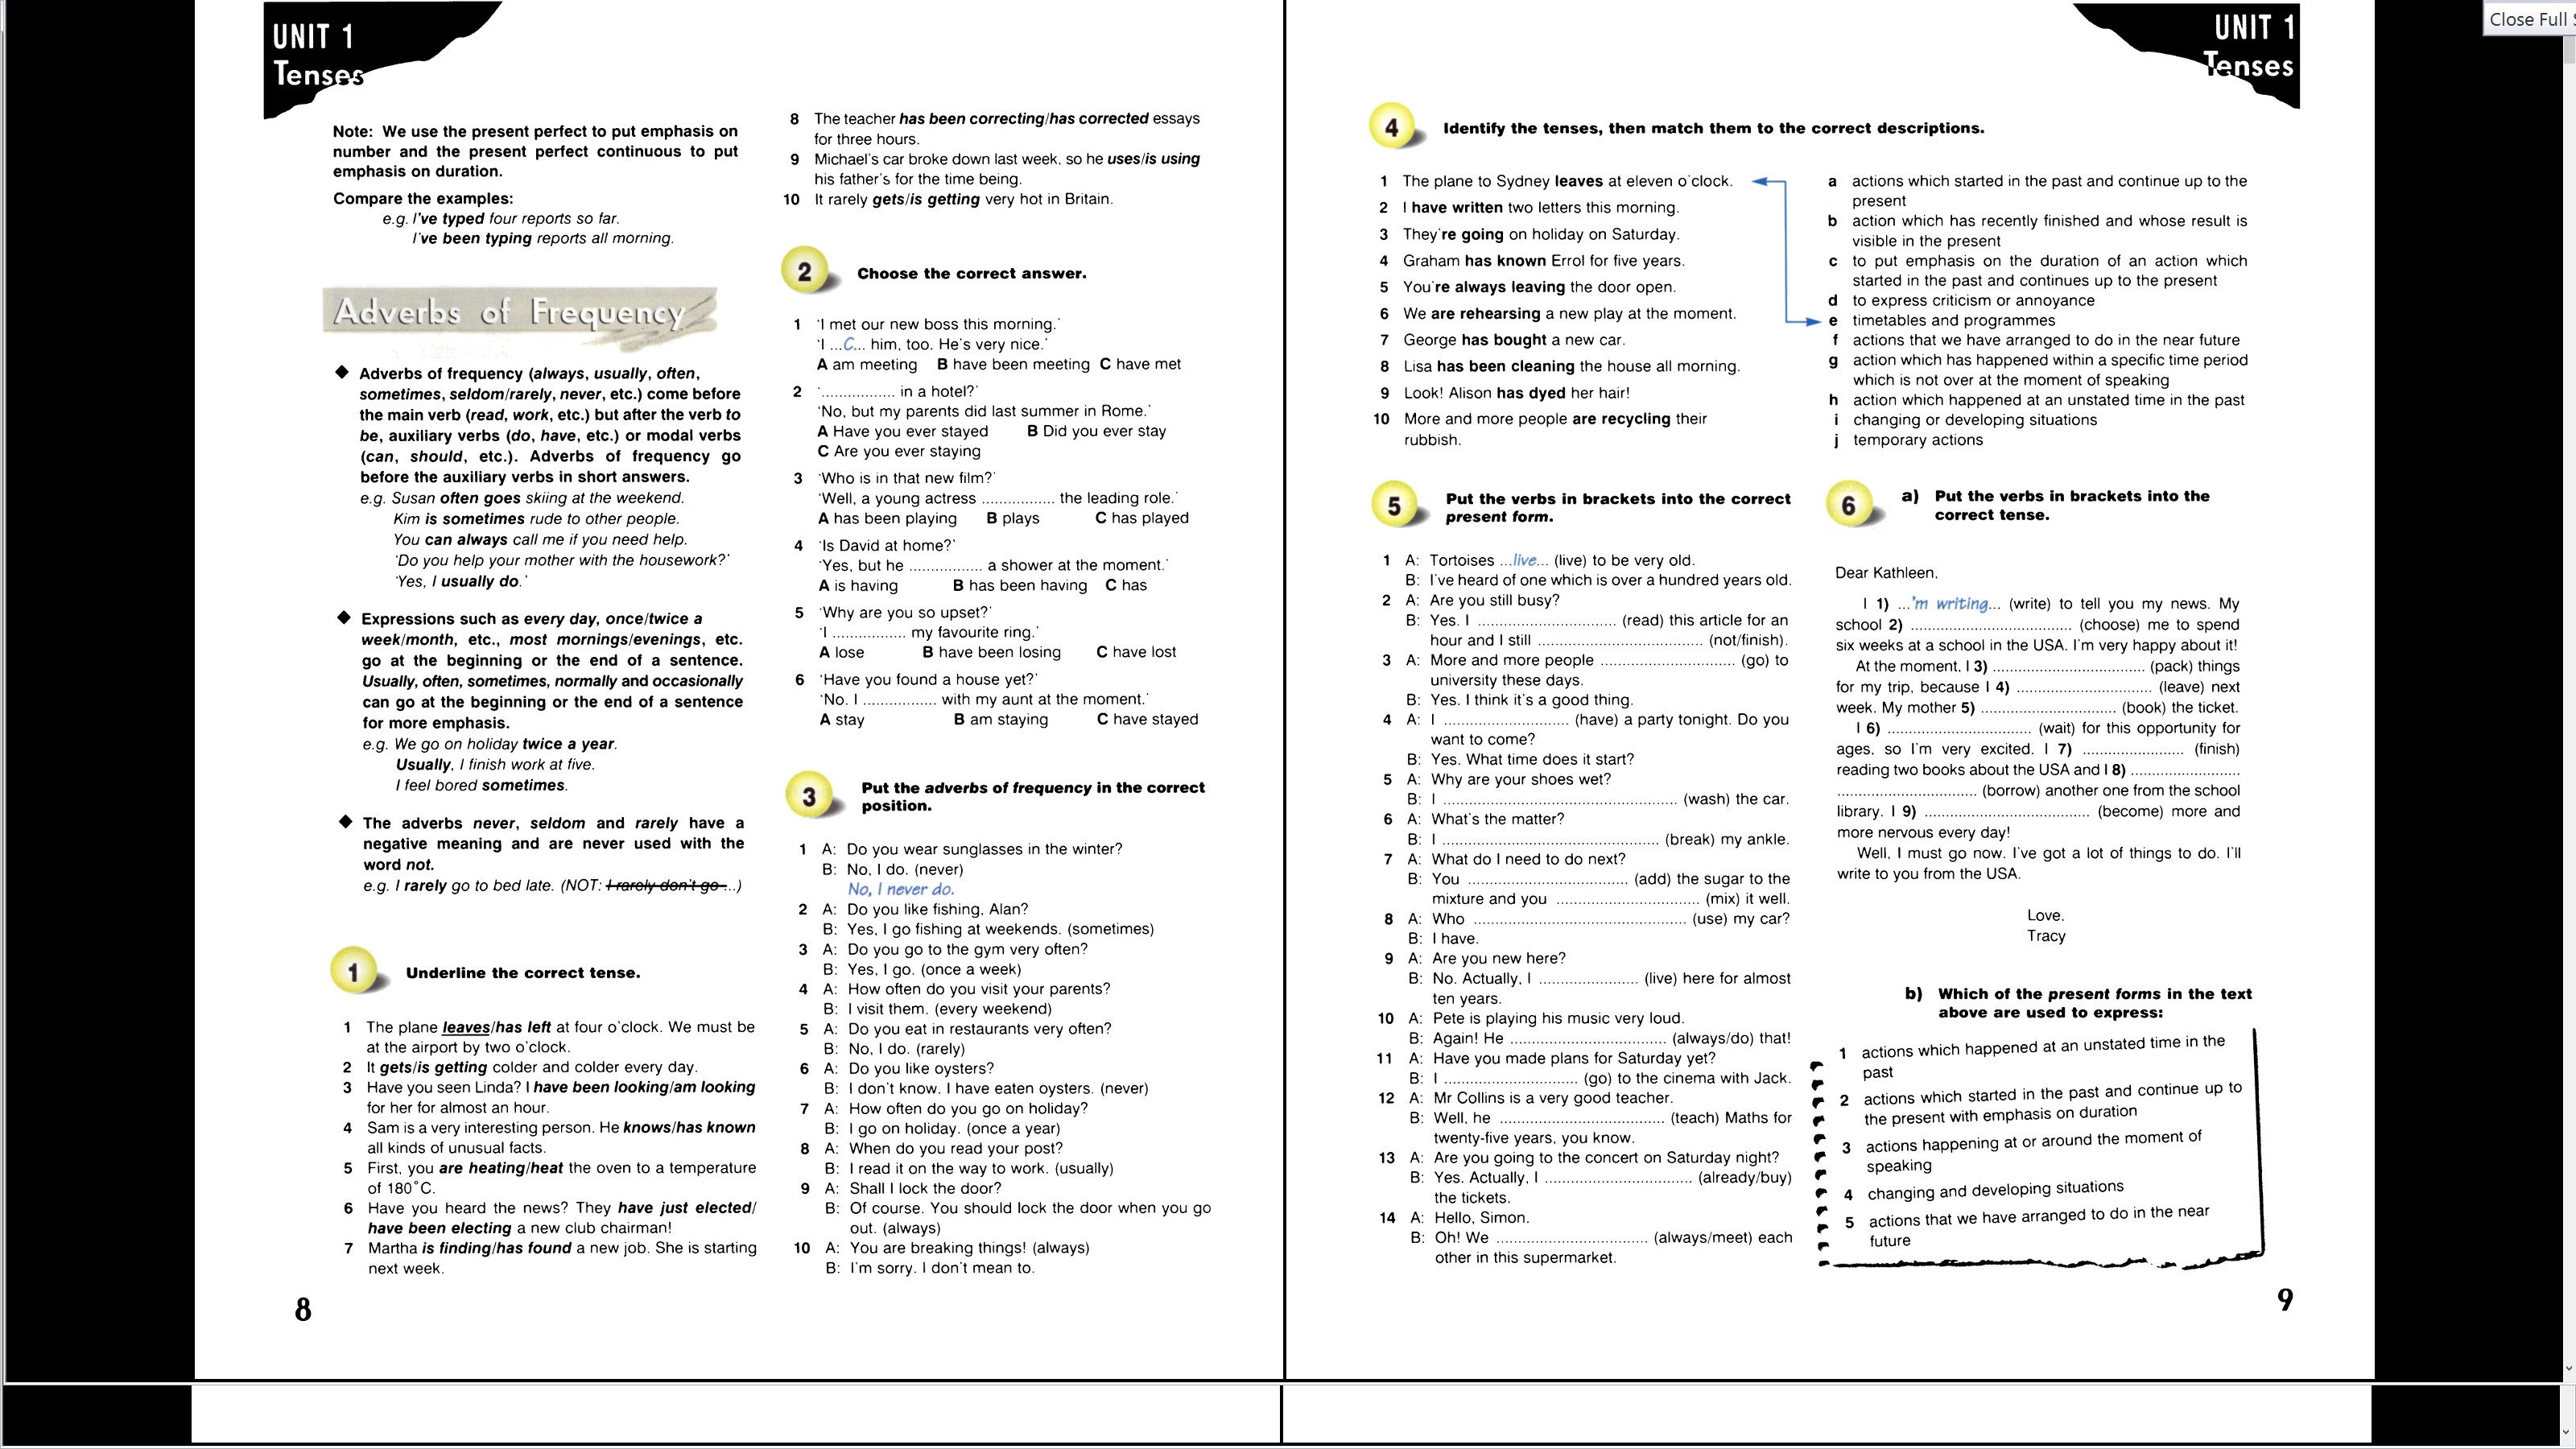 UNIT 1
Tenses
Note: We use the present perfect to put emphasis on
number and the present perfect continuous to put
emphasis on duration.
Compare the examples:
e.g. I've typed four reports so far.
I've been typing reports all morning.
Adverbs of Frequency
◆ Adverbs of frequency (always, usually, often,
sometimes, seldom/rarely, never, etc.) come before
the main verb (read, work, etc.) but after the verb to
be, auxiliary verbs (do, have, etc.) or modal verbs
(can, should, etc.). Adverbs of frequency go
before the auxiliary verbs in short answers.
e.g. Susan often goes skiing at the weekend.
Kim is sometimes rude to other people.
You can always call me if you need help.
'Do you help your mother with the housework?'
'Yes, I usually do.'
◆ Expressions such as every day, once/twice a
week/month, etc., most mornings/evenings, etc.
go at the beginning or the end of a sentence.
Usually, often, sometimes, normally and occasionally
can go at the beginning or the end of a sentence
for more emphasis.
e.g. We go on holiday twice a year.
Usually, I finish work at five.
I feel bored sometimes.
◆ The adverbs never, seldom and rarely have a
negative meaning and are never used with the
word not.
e.g. I rarely go to bed late. (NOT: I rarely don't go ...)
1 Underline the correct tense.
1 The plane leaves/has left at four o'clock. We must be
at the airport by two o'clock.
2 It gets/is getting colder and colder every day.
3 Have you seen Linda? I have been looking/am looking
for her for almost an hour.
4 Sam is a very interesting person. He knows/has known
all kinds of unusual facts.
5 First, you are heating/heat the oven to a temperature
of 180°C.
6 Have you heard the news? They have just elected/
have been electing a new club chairman!
7 Martha is finding/has found a new job. She is starting
next week.
8 The teacher has been correcting/has corrected essays
for three hours.
9 Michael's car broke down last week, so he uses/is using
his father's for the time being.
10 It rarely gets/is getting very hot in Britain.
2 Choose the correct answer.
1 'I met our new boss this morning.'
'I ...C... him, too. He's very nice.'
A am meeting B have been meeting C have met
2 '................. in a hotel?'
'No, but my parents did last summer in Rome.'
A Have you ever stayed B Did you ever stay
C Are you ever staying
3 'Who is in that new film?'
'Well, a young actress ................. the leading role.'
A has been playing B plays C has played
4 'Is David at home?'
'Yes, but he ................. a shower at the moment.'
A is having B has been having C has
5 'Why are you so upset?'
'I ................. my favourite ring.'
A lose B have been losing C have lost
6 'Have you found a house yet?'
'No. I ................. with my aunt at the moment.'
A stay B am staying C have stayed
3 Put the adverbs of frequency in the correct
position.
1 A: Do you wear sunglasses in the winter?
B: No, I do. (never)
No, I never do.
2 A: Do you like fishing, Alan?
B: Yes, I go fishing at weekends. (sometimes)
3 A: Do you go to the gym very often?
B: Yes, I go. (once a week)
4 A: How often do you visit your parents?
B: I visit them. (every weekend)
5 A: Do you eat in restaurants very often?
B: No, I do. (rarely)
6 A: Do you like oysters?
B: I don't know. I have eaten oysters. (never)
7 A: How often do you go on holiday?
B: I go on holiday. (once a year)
8 A: When do you read your post?
B: I read it on the way to work. (usually)
9 A: Shall I lock the door?
B: Of course. You should lock the door when you go
out. (always)
10 A: You are breaking things! (always)
B: I'm sorry. I don't mean to.
8
UNIT 1
Tenses
Close Full
4 Identify the tenses, then match them to the correct descriptions.
1 The plane to Sydney leaves at eleven o'clock.
2 I have written two letters this morning.
3 They're going on holiday on Saturday.
4 Graham has known Errol for five years.
5 You're always leaving the door open.
6 We are rehearsing a new play at the moment.
7 George has bought a new car.
8 Lisa has been cleaning the house all morning.
9 Look! Alison has dyed her hair!
10 More and more people are recycling their
rubbish.
a actions which started in the past and continue up to the
present
b action which has recently finished and whose result is
visible in the present
c to put emphasis on the duration of an action which
started in the past and continues up to the present
d to express criticism or annoyance
e timetables and programmes
f actions that we have arranged to do in the near future
g action which has happened within a specific time period
which is not over at the moment of speaking
h action which happened at an unstated time in the past
i changing or developing situations
j temporary actions
5 Put the verbs in brackets into the correct
present form.
1 A: Tortoises ...live... (live) to be very old.
B: I've heard of one which is over a hundred years old.
2 A: Are you still busy?
B: Yes. I ................................ (read) this article for an
hour and I still ...................................... (not/finish).
3 A: More and more people ............................... (go) to
university these days.
B: Yes. I think it's a good thing.
4 A: I ............................. (have) a party tonight. Do you
want to come?
B: Yes. What time does it start?
5 A: Why are your shoes wet?
B: I ...................................................... (wash) the car.
6 A: What's the matter?
B: I .................................................. (break) my ankle.
7 A: What do I need to do next?
B: You ..................................... (add) the sugar to the
mixture and you ................................. (mix) it well.
8 A: Who ................................................. (use) my car?
B: I have.
9 A: Are you new here?
B: No. Actually, I ....................... (live) here for almost
ten years.
10 A: Pete is playing his music very loud.
B: Again! He .................................... (always/do) that!
11 A: Have you made plans for Saturday yet?
B: I ............................... (go) to the cinema with Jack.
12 A: Mr Collins is a very good teacher.
B: Well, he ...................................... (teach) Maths for
twenty-five years, you know.
13 A: Are you going to the concert on Saturday night?
B: Yes. Actually, I .................................. (already/buy)
the tickets.
14 A: Hello, Simon.
B: Oh! We ................................... (always/meet) each
other in this supermarket.
6 a) Put the verbs in brackets into the
correct tense.
Dear Kathleen,
I 1) ...'m writing... (write) to tell you my news. My
school 2) ..................................... (choose) me to spend
six weeks at a school in the USA. I'm very happy about it!
At the moment, I 3) ................................... (pack) things
for my trip, because I 4) ............................... (leave) next
week. My mother 5) ............................... (book) the ticket.
I 6) ................................. (wait) for this opportunity for
ages, so I'm very excited. I 7) ....................... (finish)
reading two books about the USA and I 8) .........................
................................ (borrow) another one from the school
library. I 9) ...................................... (become) more and
more nervous every day!
Well, I must go now. I've got a lot of things to do. I'll
write to you from the USA.
Love,
Tracy
b) Which of the present forms in the text
above are used to express:
1 actions which happened at an unstated time in the
past
2 actions which started in the past and continue up to
the present with emphasis on duration
3 actions happening at or around the moment of
speaking
4 changing and developing situations
5 actions that we have arranged to do in the near
future
9